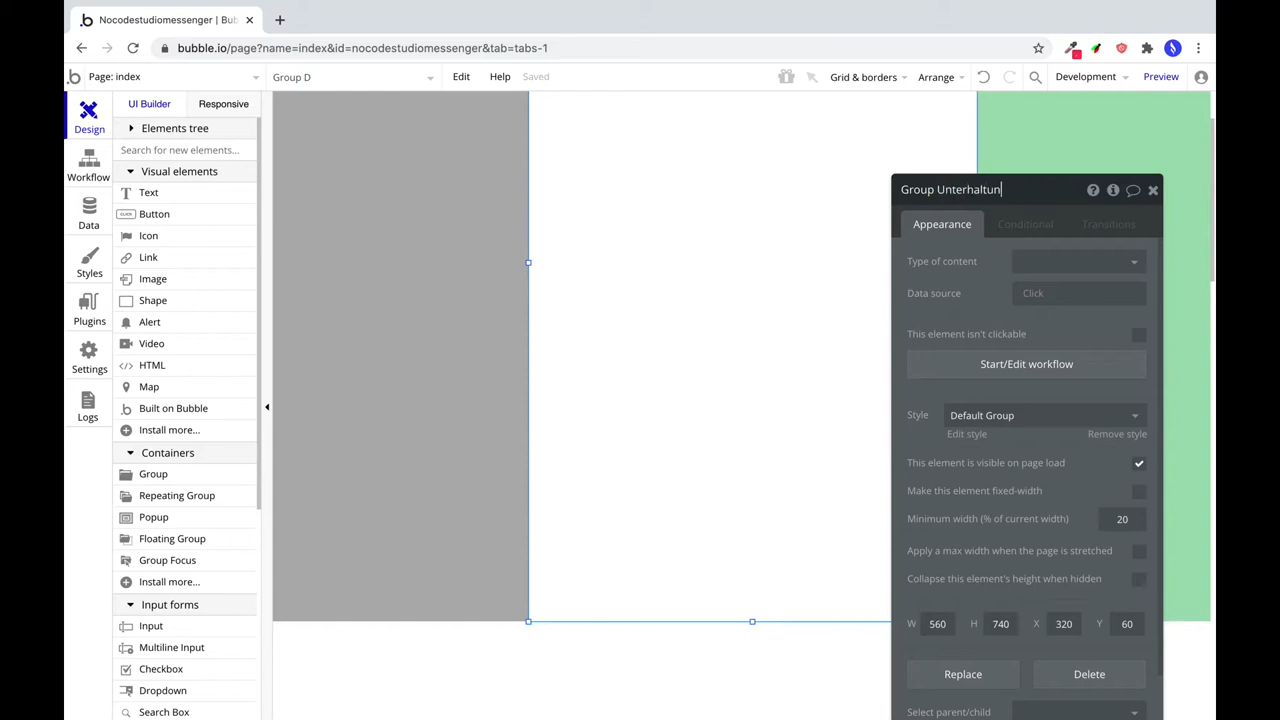 Nocodestudiomessenger | Bub
bubble.io/page?name=index&id=nocodestudiomessenger&tab=tabs-1
Page: index
Group D
Edit
Help
Saved
Grid & borders
Arrange
Development
Preview
Design
Workflow
Data
Styles
Plugins
Settings
Logs
UI Builder
Responsive
Elements tree
Search for new elements...
Visual elements
Text
CLICK
Button
Icon
Link
Image
Shape
Alert
Video
HTML
Map
Built on Bubble
Install more...
Containers
Group
Repeating Group
Popup
Floating Group
Group Focus
Install more...
Input forms
Input
Multiline Input
Checkbox
Dropdown
Search Box
Group Unterhaltun
Appearance
Conditional
Transitions
Type of content
Data source
Click
This element isn't clickable
Start/Edit workflow
Style
Default Group
Edit style
Remove style
This element is visible on page load
Make this element fixed-width
Minimum width (% of current width)
20
Apply a max width when the page is stretched
Collapse this element's height when hidden
W 560 H 740 X 320 Y 60
Replace
Delete
Select parent/child